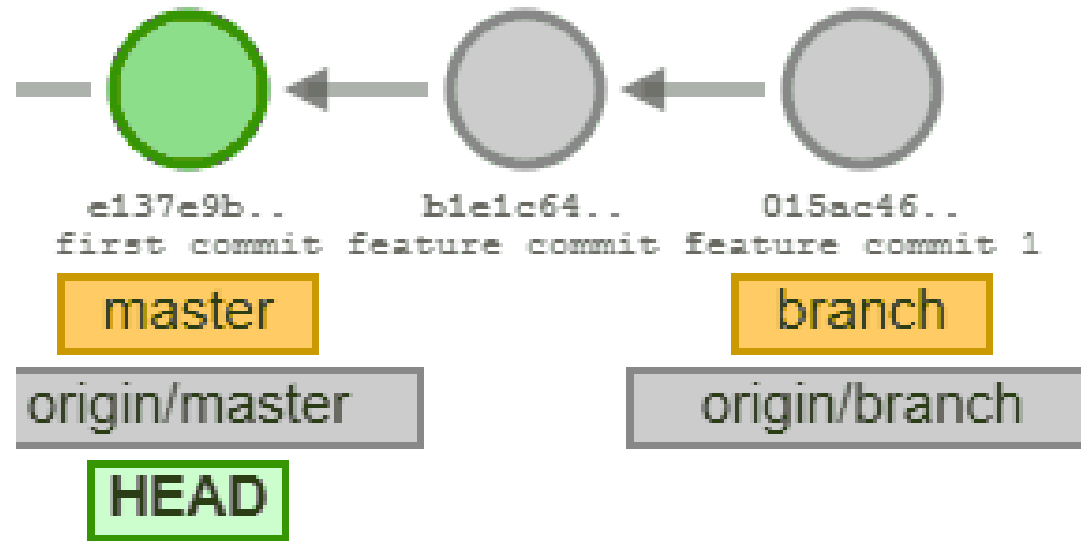 e137e9b.. b1e1c64.. 015ac46..
first commit feature commit feature commit 1
master branch
origin/master origin/branch
HEAD